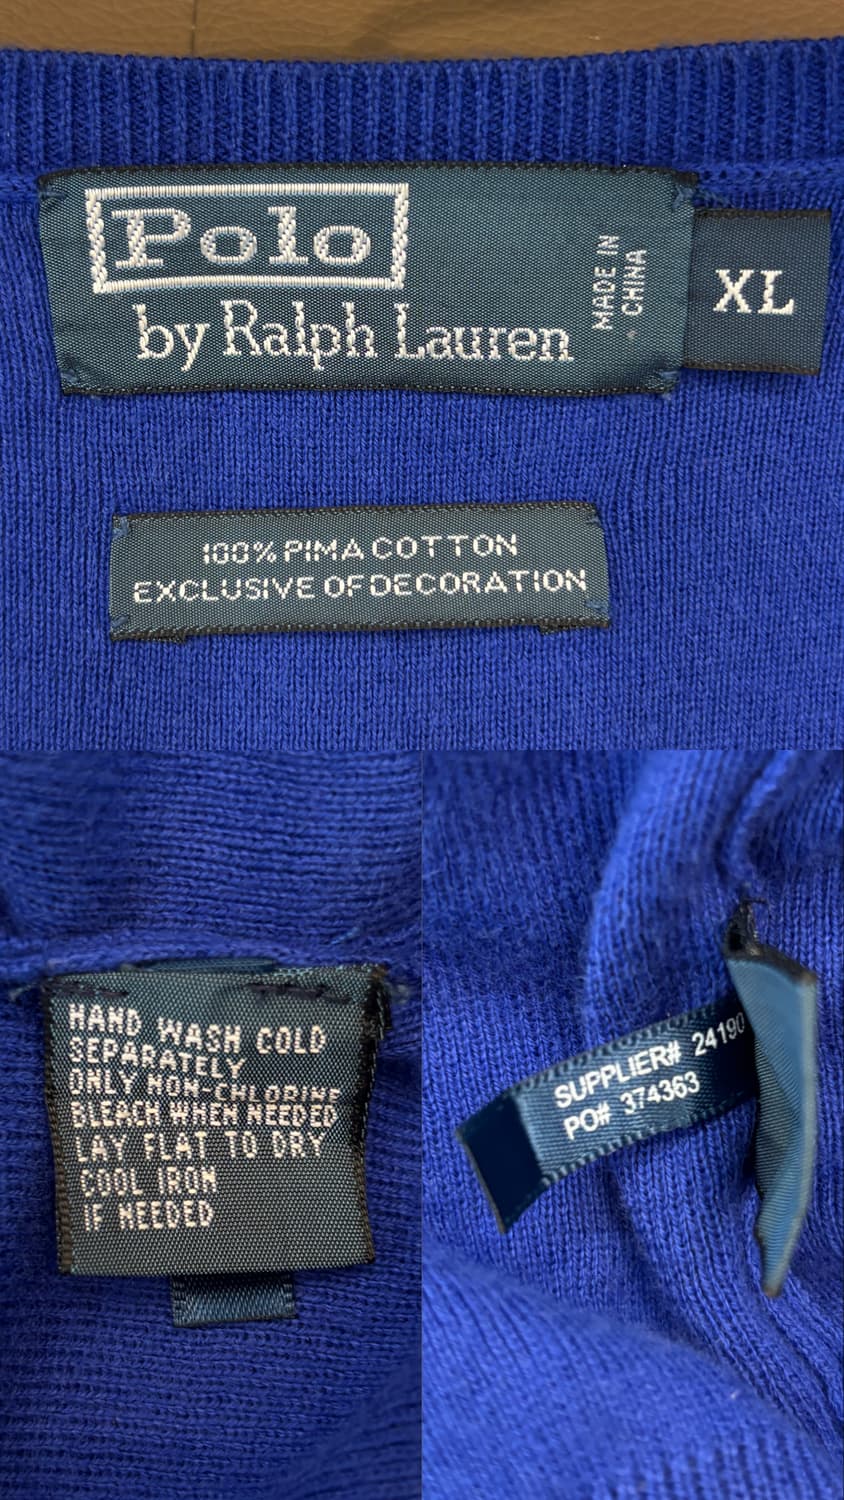 Polo
by Ralph Lauren
MADE IN
CHINA
XL
100% PIMA COTTON
EXCLUSIVE OF DECORATION
HAND WASH COLD
SEPARATELY
ONLY NON-CHLORINE
BLEACH WHEN NEEDED
LAY FLAT TO DRY
COOL IRON
IF NEEDED
SUPPLIER# 24190
PO# 374363